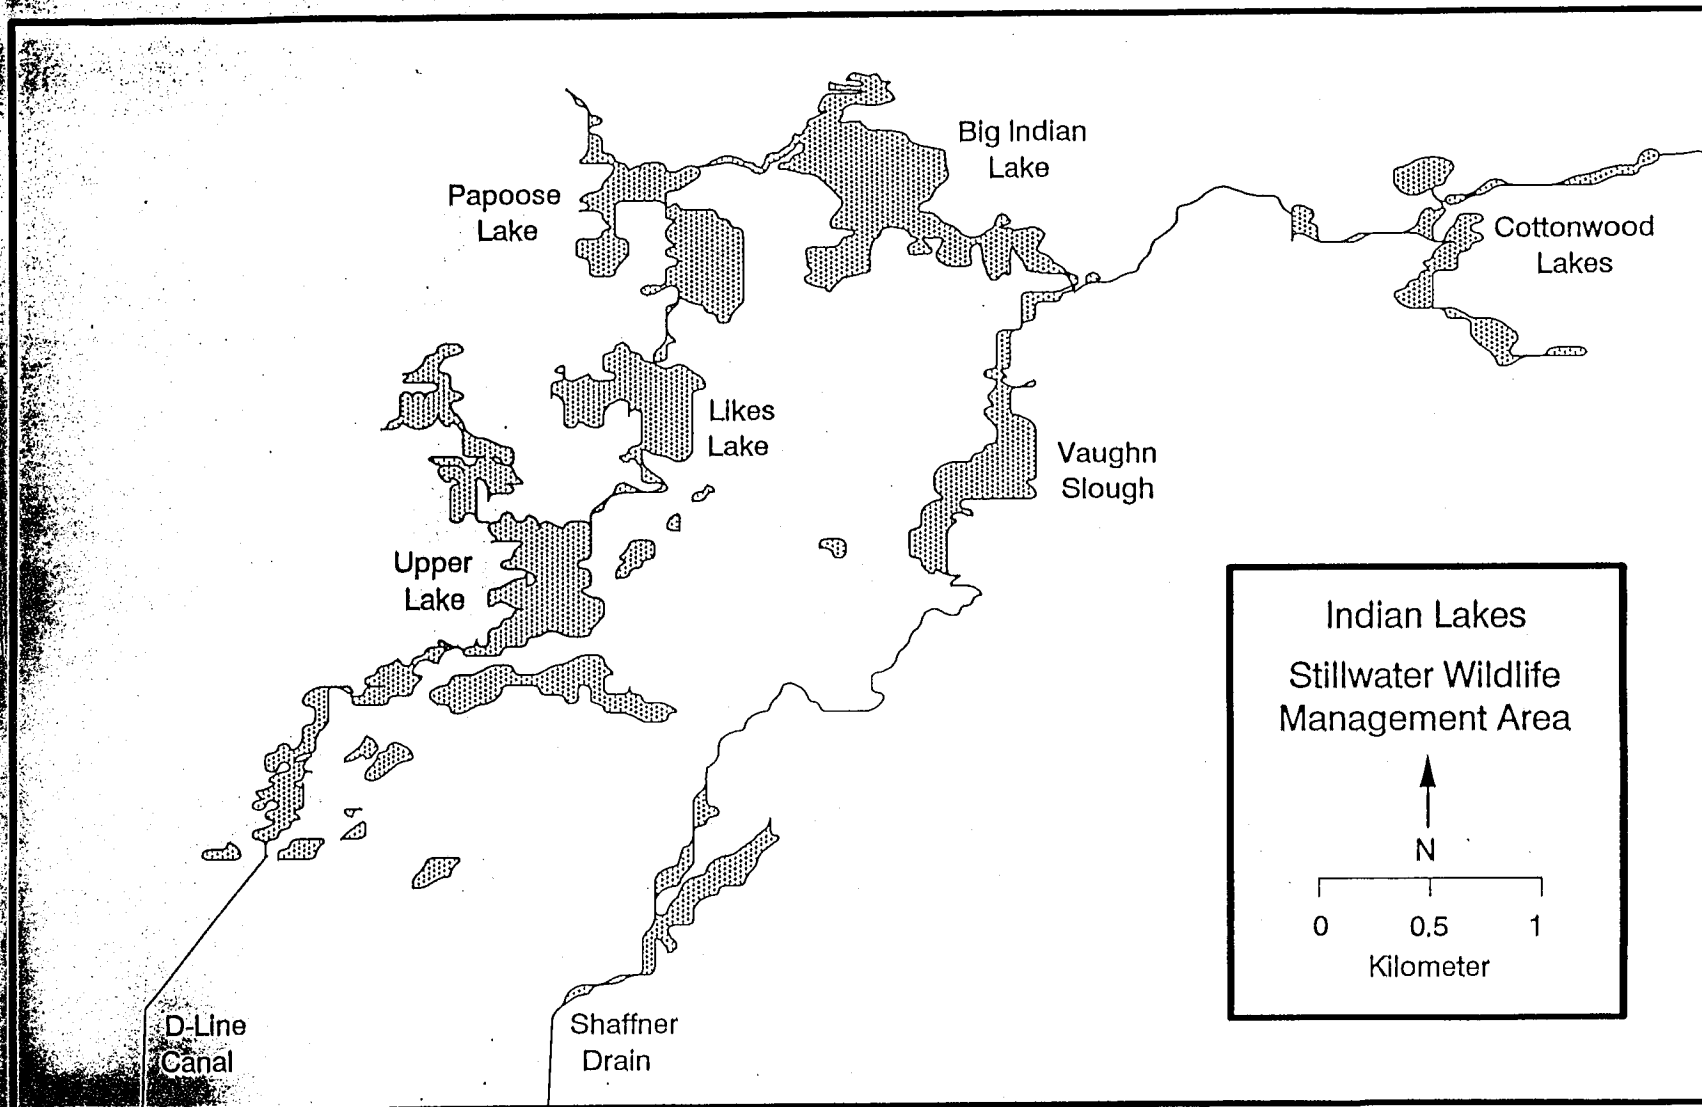 Big Indian
Lake
Papoose
Lake
Cottonwood
Lakes
Likes
Lake
Vaughn
Slough
Upper
Lake
Indian Lakes
Stillwater Wildlife
Management Area
N
0 0.5 1
Kilometer
D-Line
Canal
Shaffner
Drain